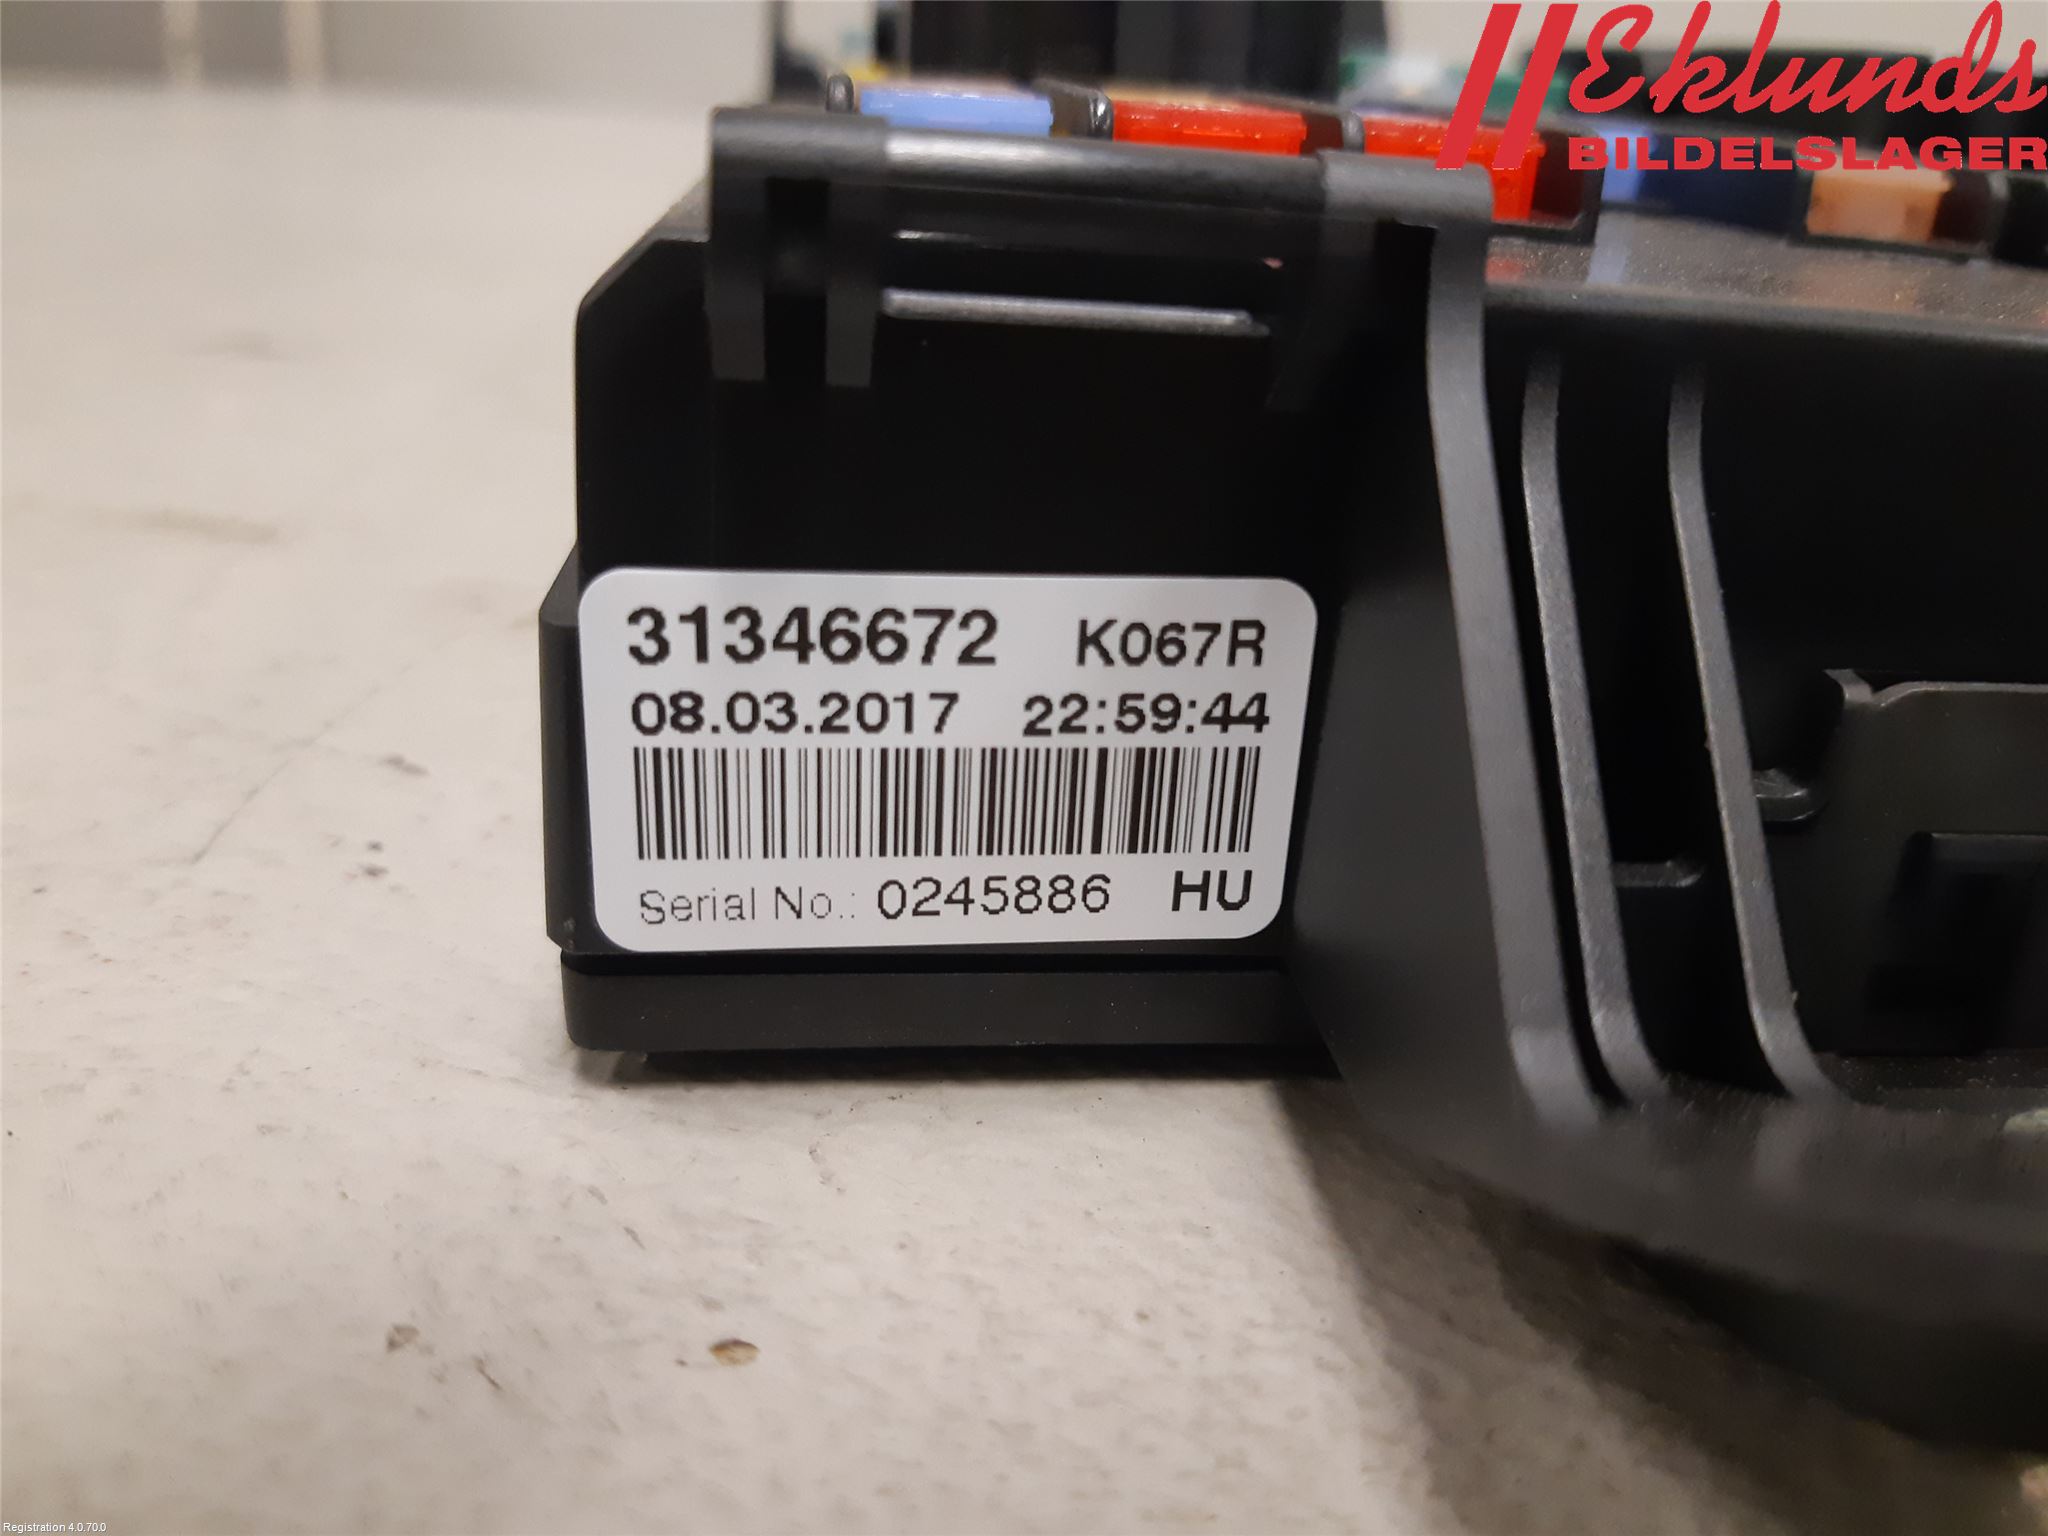 Eklunds
BILDELSLAGER
31346672 K067R
08.03.2017 22:59:44
Serial No.: 0245886 HU
Registration 4.0.70.0